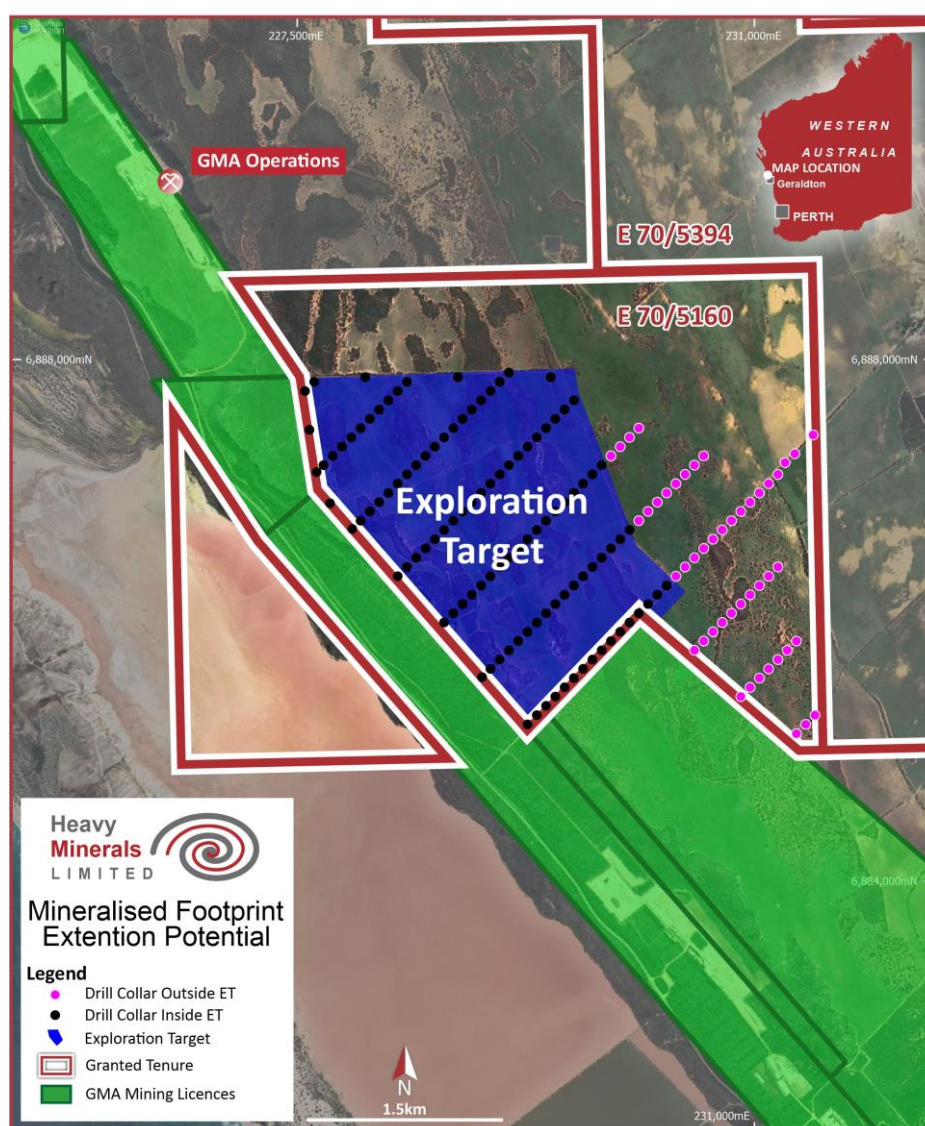 227,500mE
231,000mE
WESTERN
AUSTRALIA
MAP LOCATION
Geraldton
PERTH
GMA Operations
E 70/5394
E 70/5160
6,888,000mN
6,888,000mN
Exploration
Target
6,884,000mN
Heavy
Minerals
LIMITED
Mineralised Footprint
Extention Potential
Legend
Drill Collar Outside ET
Drill Collar Inside ET
Exploration Target
Granted Tenure
GMA Mining Licences
N
1.5km
231,000mE